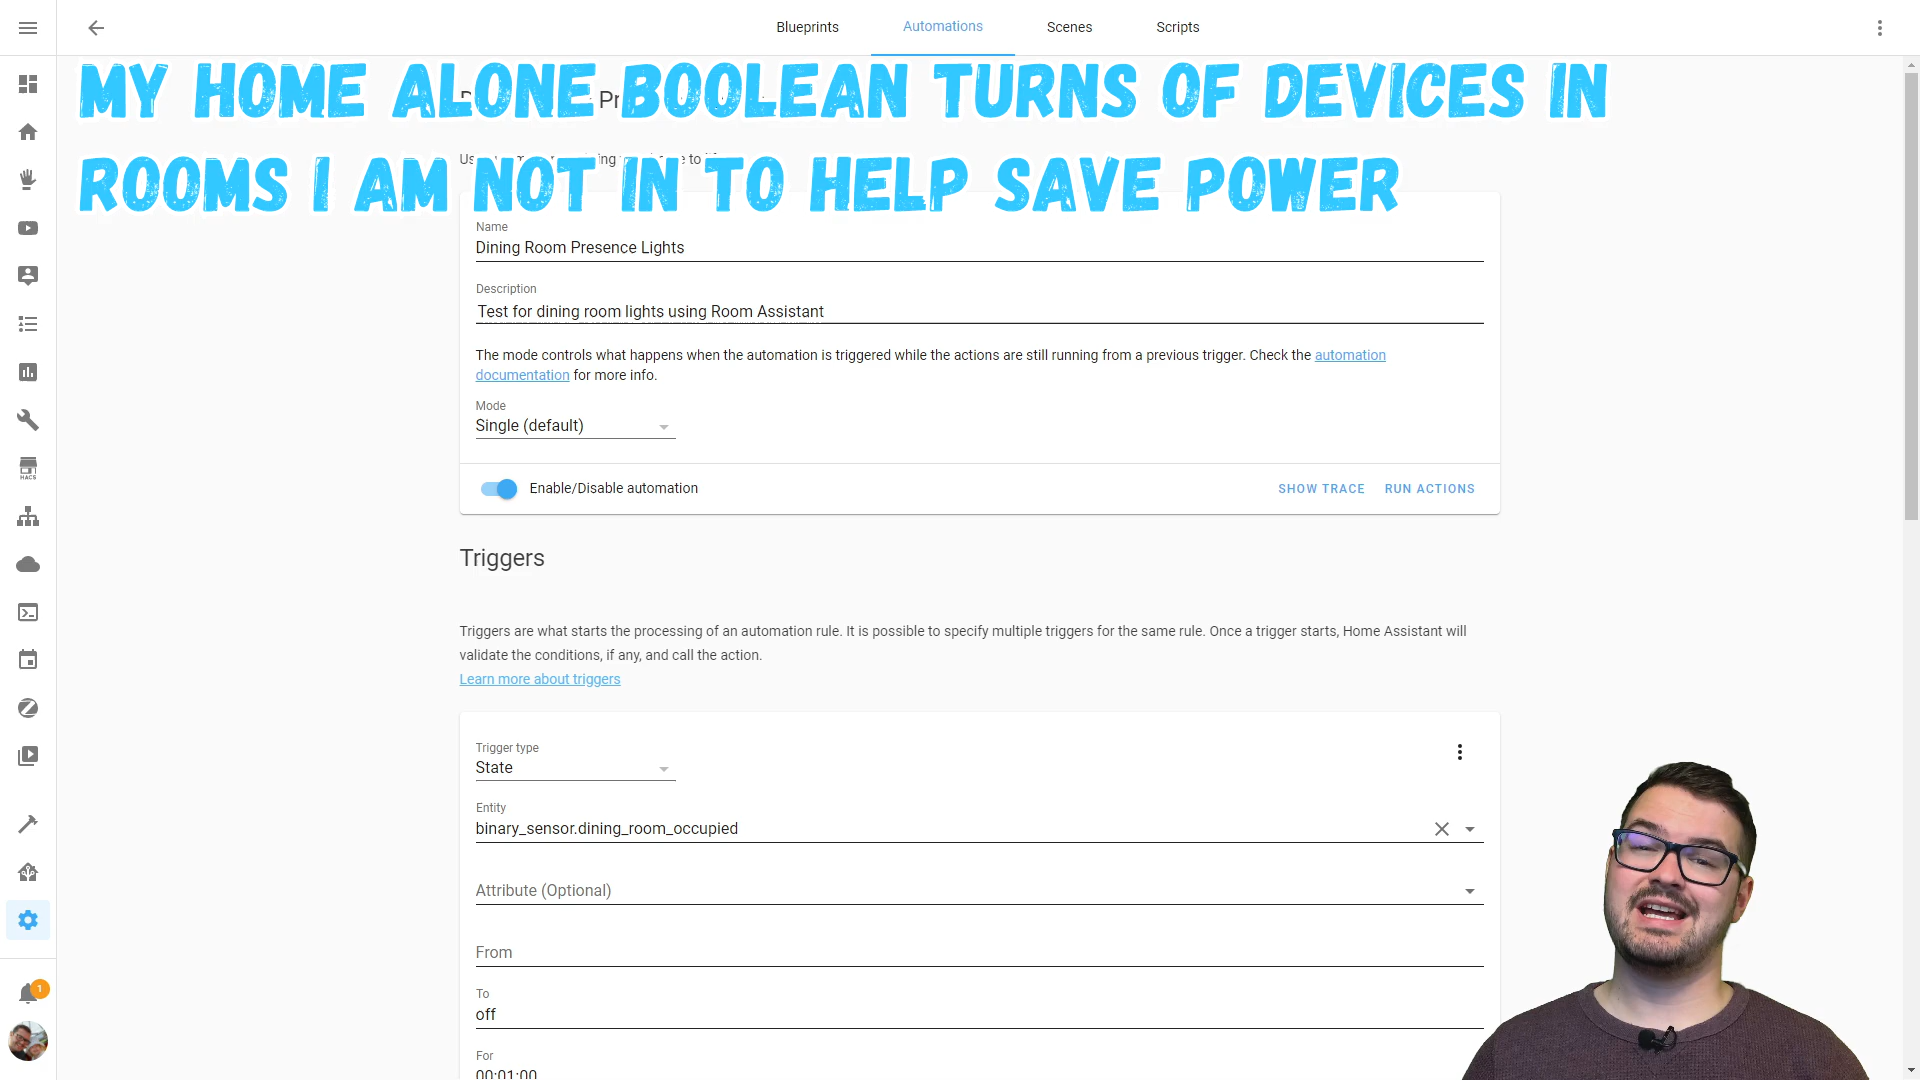 Blueprints
Automations
Scenes
Scripts
MY HOME ALONE BOOLEAN TURNS OF DEVICES IN
ROOMS I AM NOT IN TO HELP SAVE POWER
Name
Dining Room Presence Lights
Description
Test for dining room lights using Room Assistant
The mode controls what happens when the automation is triggered while the actions are still running from a previous trigger. Check the automation
documentation for more info.
Mode
Single (default)
Enable/Disable automation
SHOW TRACE
RUN ACTIONS
Triggers
Triggers are what starts the processing of an automation rule. It is possible to specify multiple triggers for the same rule. Once a trigger starts, Home Assistant will
validate the conditions, if any, and call the action.
Learn more about triggers
Trigger type
State
Entity
binary_sensor.dining_room_occupied
Attribute (Optional)
From
To
off
For
00:01:00
HACS
1